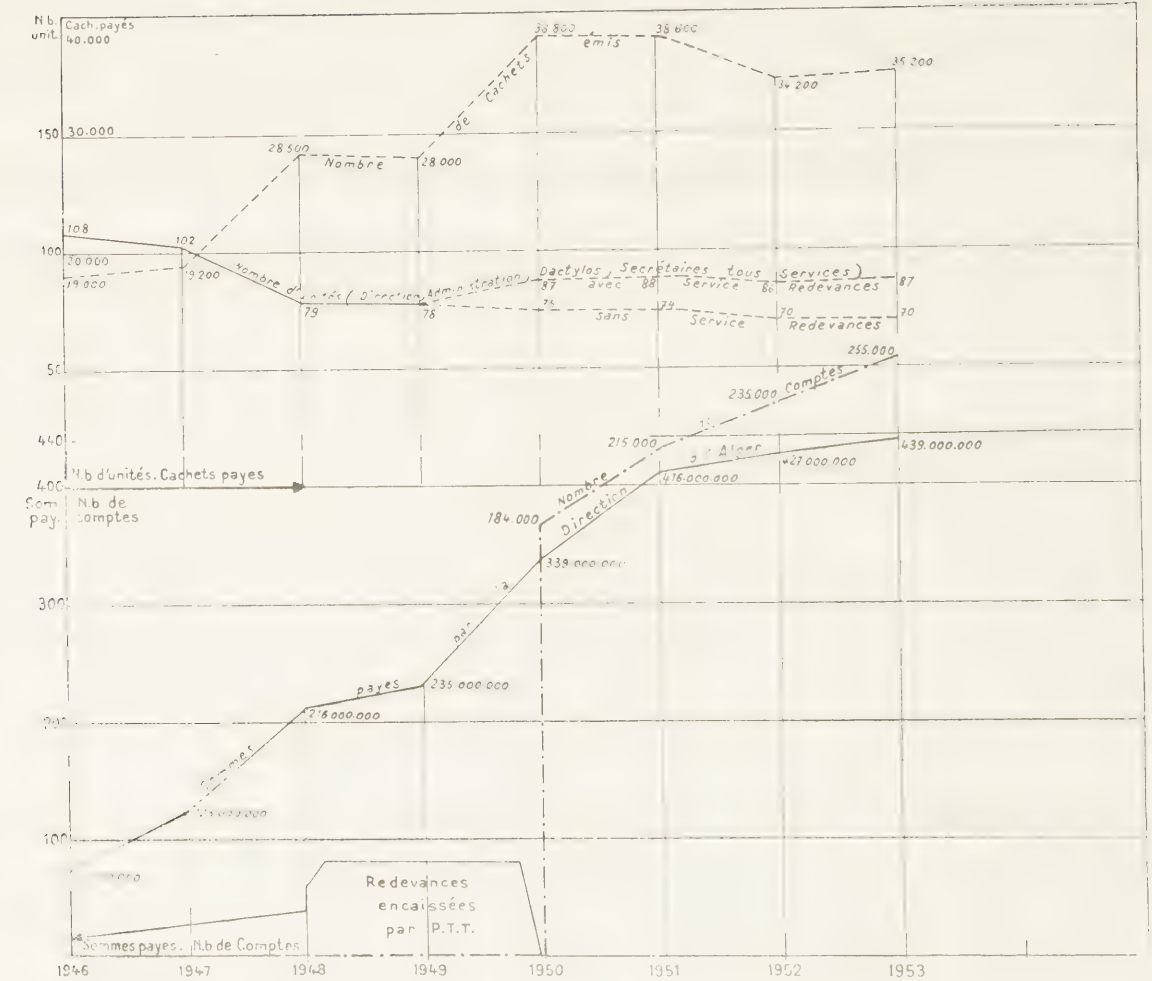 Nb. unit.
Cach. payés
40.000
38 800
émis
38 600
35 200
34 200
de Cachets
150
30.000
28 500
Nombre
28 000
108
102
100
20 000
19 200
19 000
Nombre d'unités (Direction, Administration, Dactylos, Secrétaires tous Services)
87 avec 88 Service 86 Redevances 87
79
78
75 Sans 74 Service 70 Redevances 70
50
255.000
235.000 Comptes
440
215.000
Alger
439.000.000
427 000 000
N.b d'unités. Cachets payes
400
416.000.000
Som. pay.
N.b de comptes
Nombre
Direction
184.000
339.000.000
300
la
par
payes
235 000 000
216 000.000
200
Sommes
100
Redevances
encaissées
par P.T.T.
Sommes payes. N.b de Comptes
1946 1947 1948 1949 1950 1951 1952 1953